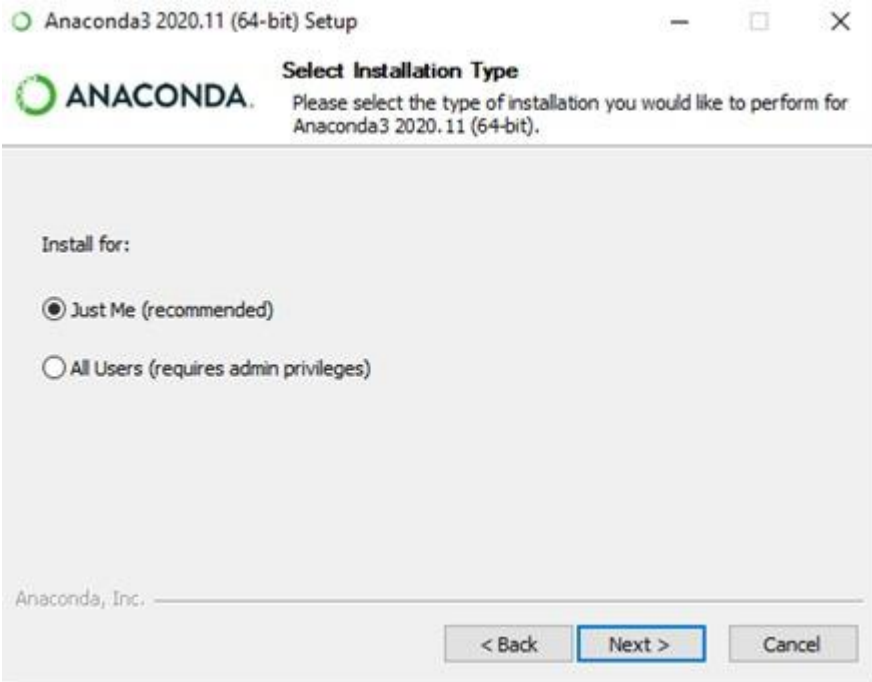 Anaconda3 2020.11 (64-bit) Setup
ANACONDA.
Select Installation Type
Please select the type of installation you would like to perform for
Anaconda3 2020.11 (64-bit).
Install for:
Just Me (recommended)
All Users (requires admin privileges)
Anaconda, Inc.
< Back
Next >
Cancel